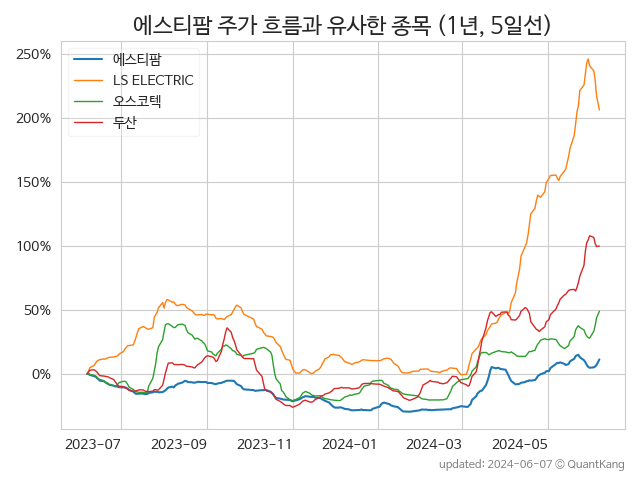 에스티팜 주가 흐름과 유사한 종목 (1년, 5일선)
250%
200%
150%
100%
50%
0%
에스티팜
LS ELECTRIC
오스코텍
두산
2023-07
2023-09
2023-11
2024-01
2024-03
2024-05
updated: 2024-06-07 © QuantKang